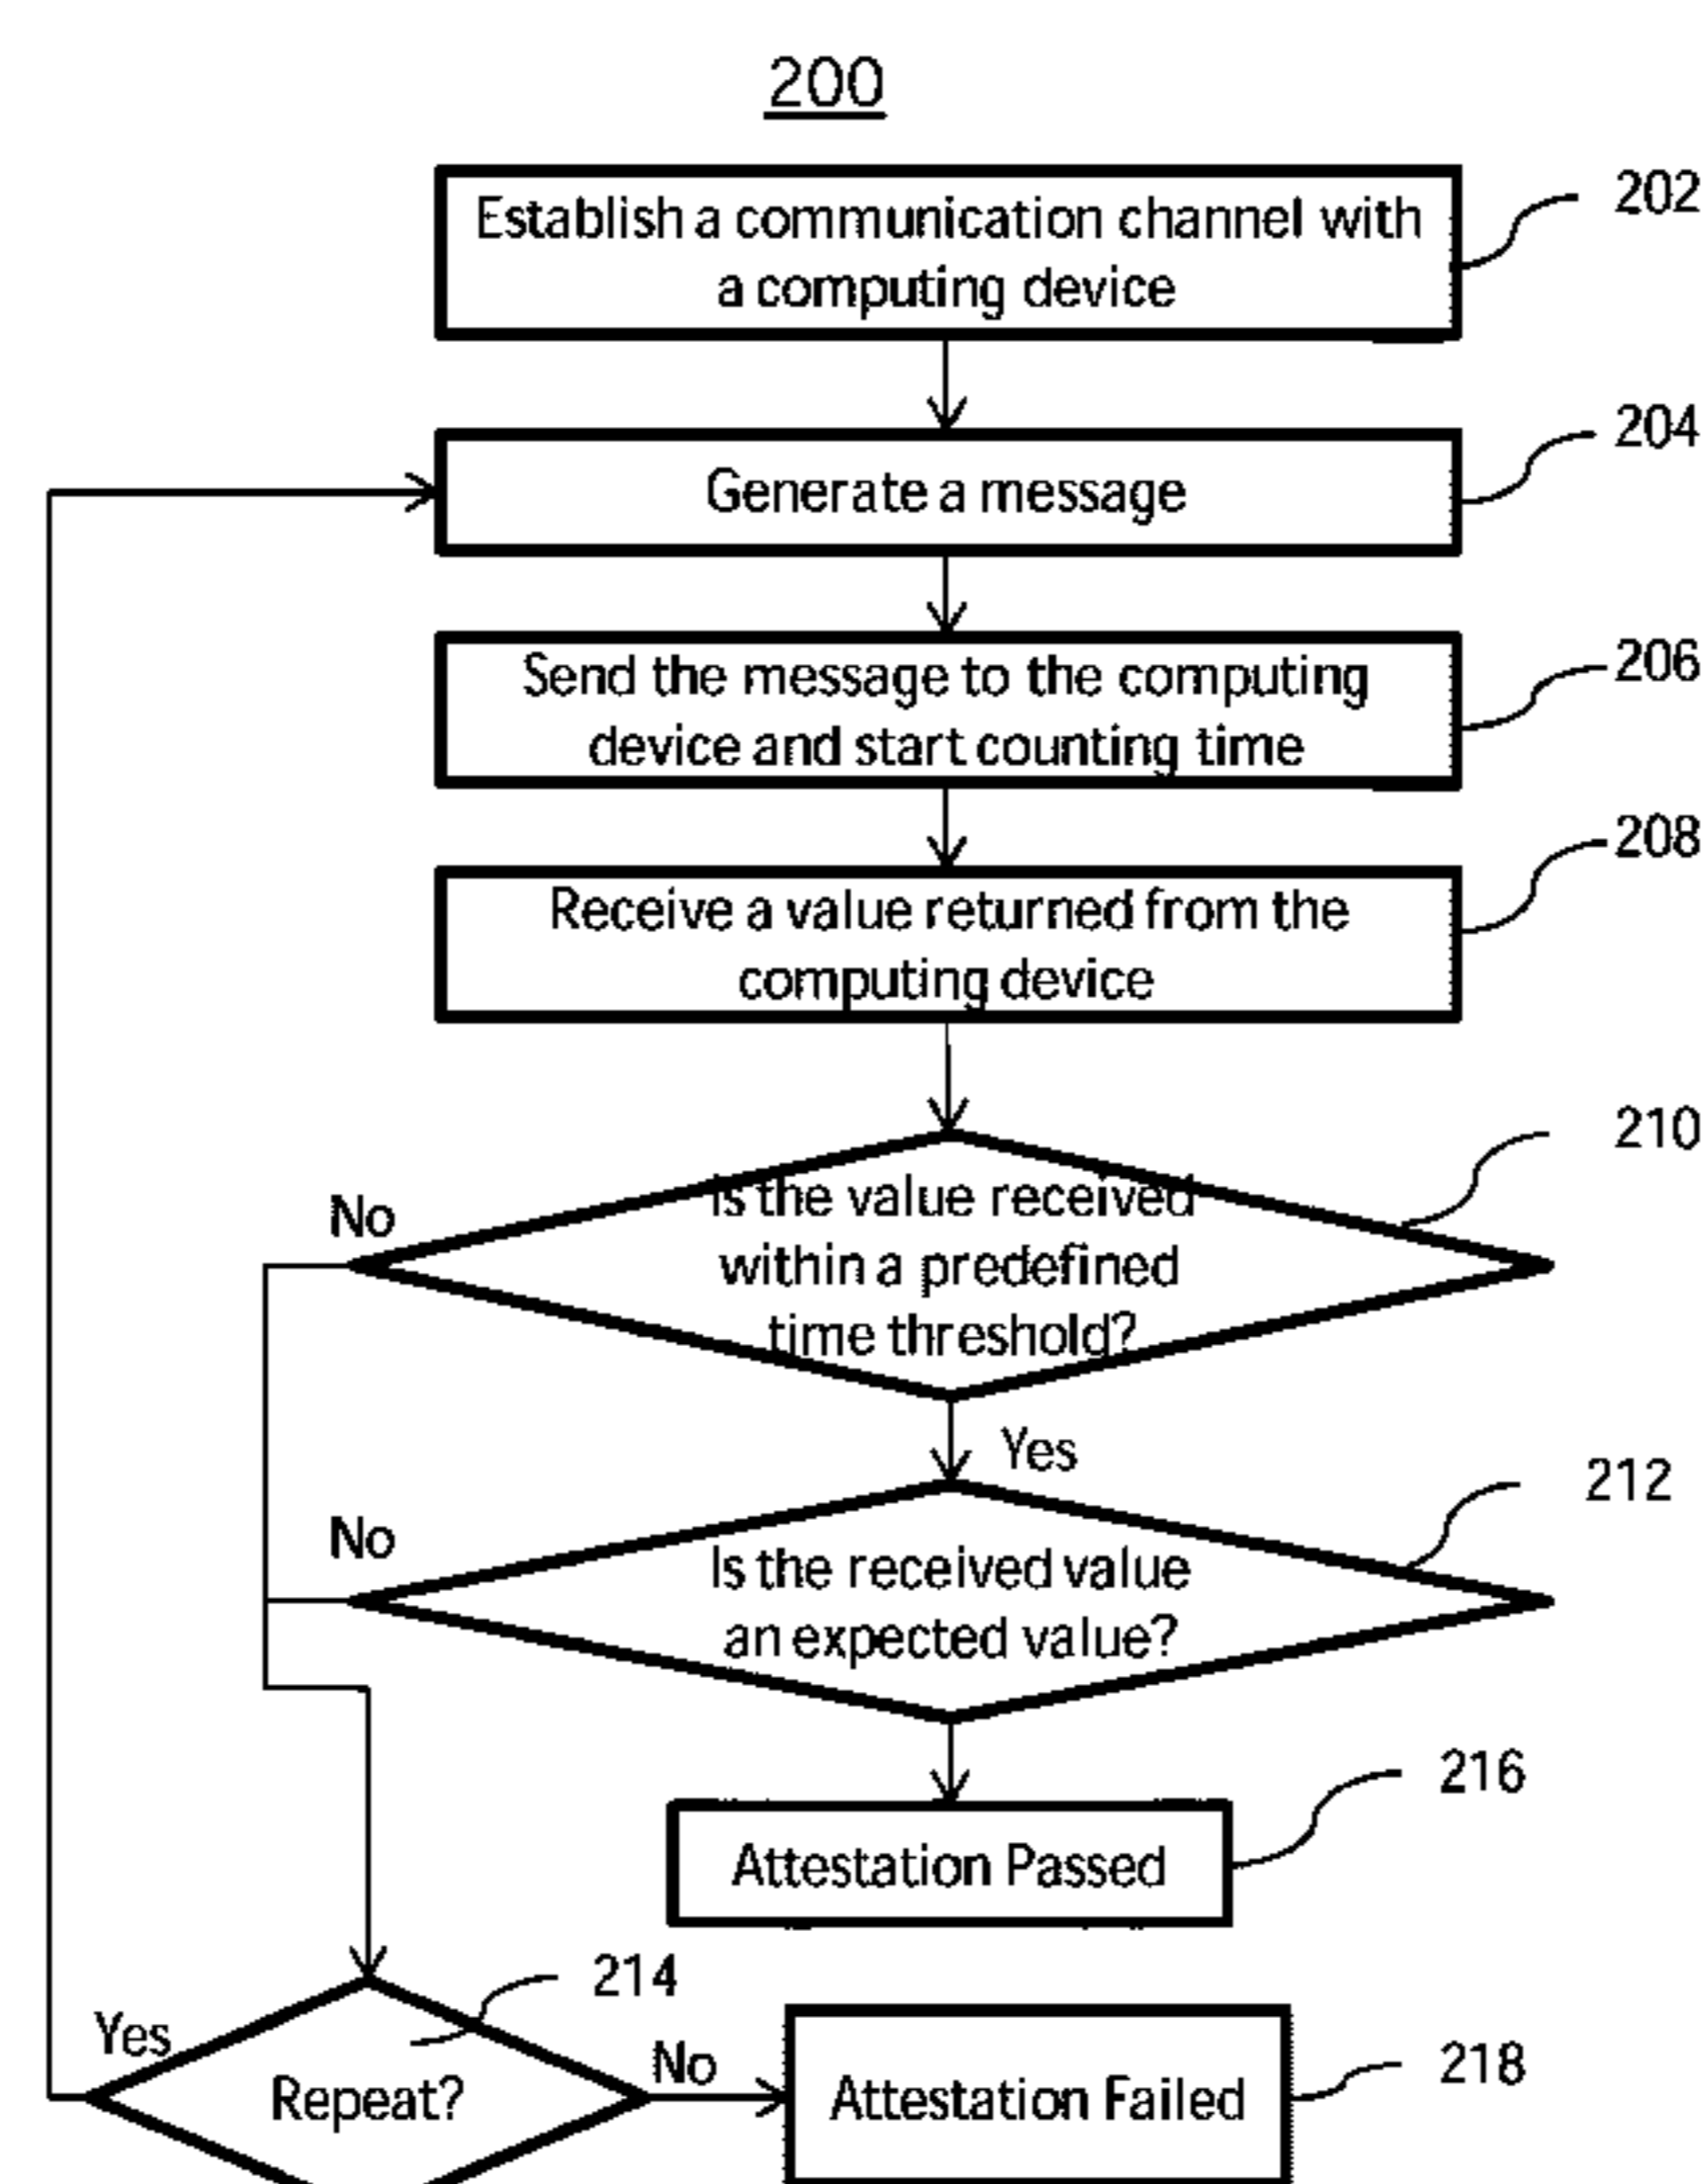 200
Establish a communication channel with
a computing device
202
Generate a message
204
Send the message to the computing
device and start counting time
206
Receive a value returned from the
computing device
208
Is the value received
within a predefined
time threshold?
210
No
Yes
Is the received value
an expected value?
212
No
Attestation Passed
216
Repeat?
214
Yes
No
Attestation Failed
218